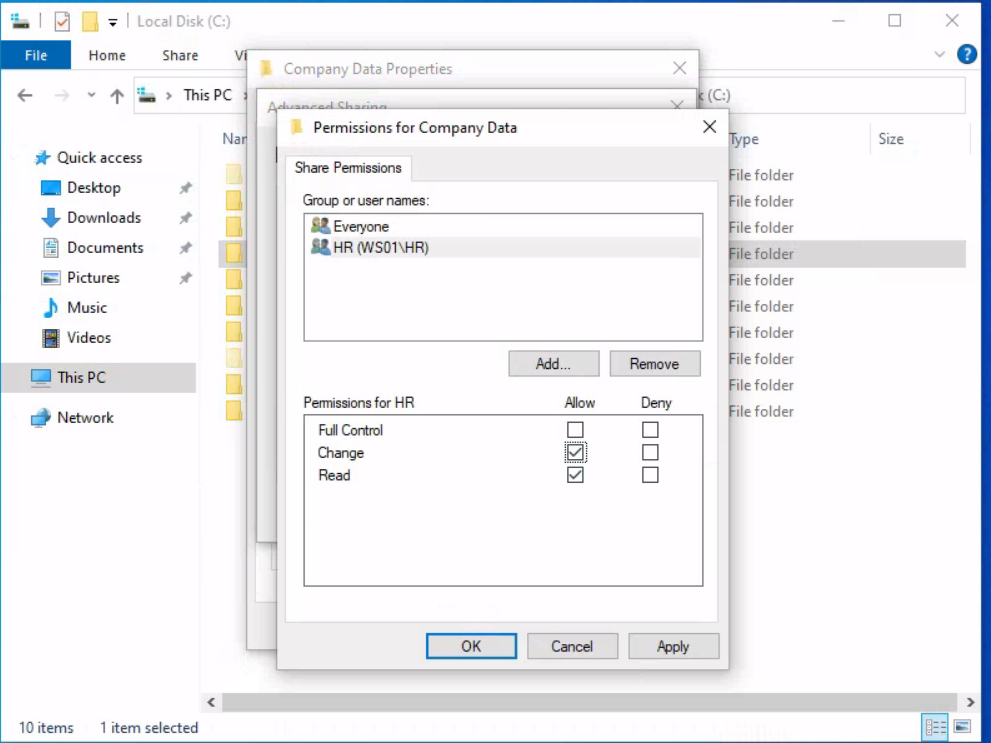 Local Disk (C:)
File Home Share Vi
Company Data Properties
This PC k (C:)
Advanced Sharing
Permissions for Company Data
Nar Type Size
Share Permissions
Quick access
Desktop
Downloads
Documents
Pictures
Music
Videos
This PC
Network
Group or user names:
Everyone
HR (WS01\HR)
Add... Remove
Permissions for HR Allow Deny
Full Control
Change
Read
OK Cancel Apply
File folder
File folder
File folder
File folder
File folder
File folder
File folder
File folder
File folder
File folder
10 items 1 item selected